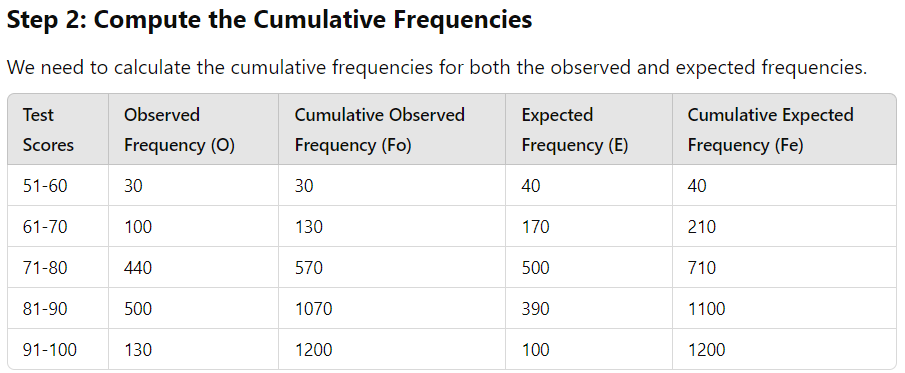 Step 2: Compute the Cumulative Frequencies
We need to calculate the cumulative frequencies for both the observed and expected frequencies.
Test Scores | Observed Frequency (O) | Cumulative Observed Frequency (Fo) | Expected Frequency (E) | Cumulative Expected Frequency (Fe)
51-60 | 30 | 30 | 40 | 40
61-70 | 100 | 130 | 170 | 210
71-80 | 440 | 570 | 500 | 710
81-90 | 500 | 1070 | 390 | 1100
91-100 | 130 | 1200 | 100 | 1200